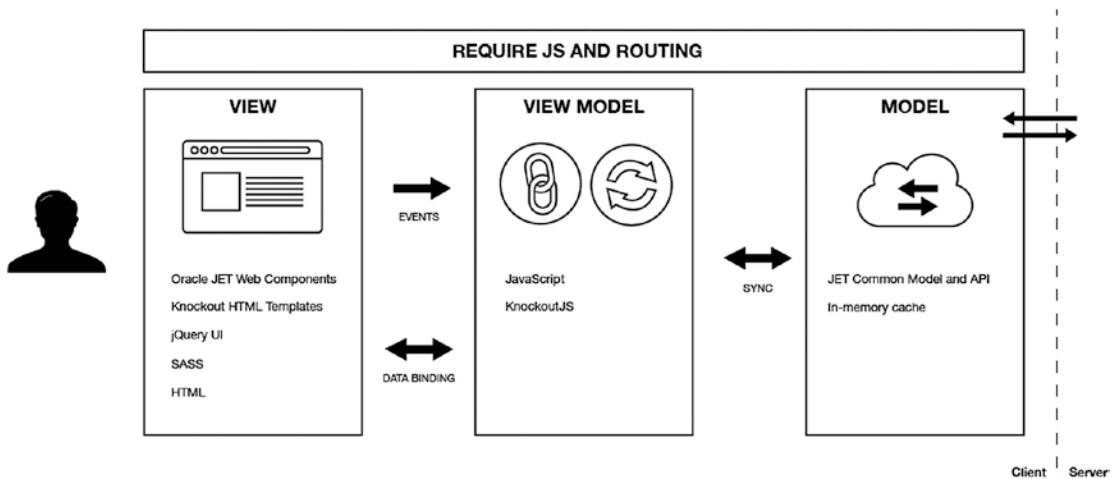 REQUIRE JS AND ROUTING
VIEW
Oracle JET Web Components
Knockout HTML Templates
jQuery UI
SASS
HTML
EVENTS
DATA BINDING
VIEW MODEL
JavaScript
KnockoutJS
SYNC
MODEL
JET Common Model and API
In-memory cache
Client
Server